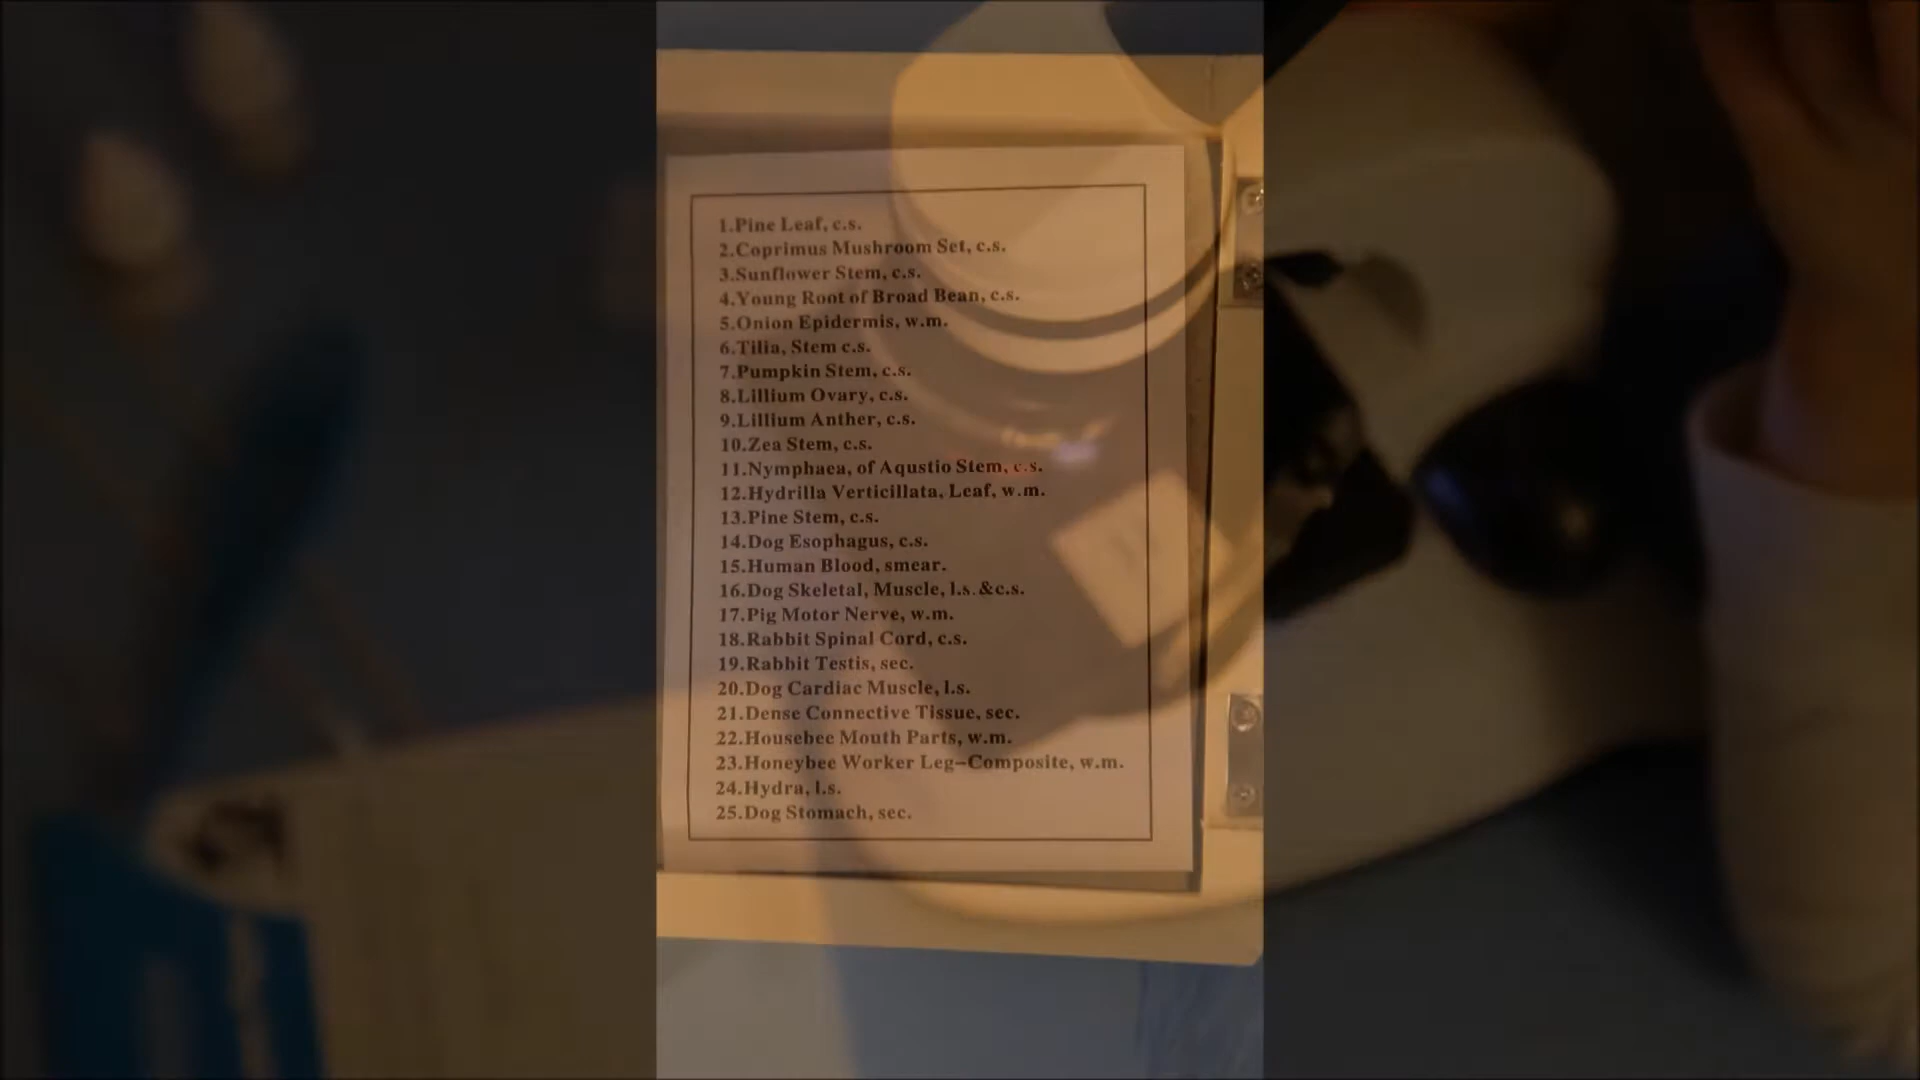 1.Pine Leaf, c.s.
2.Coprimus Mushroom Set, c.s.
3.Sunflower Stem, c.s.
4.Young Root of Broad Bean, c.s.
5.Onion Epidermis, w.m.
6.Tilia, Stem c.s.
7.Pumpkin Stem, c.s.
8.Lillium Ovary, c.s.
9.Lillium Anther, c.s.
10.Zea Stem, c.s.
11.Nymphaea, of Aqustio Stem, c.s.
12.Hydrilla Verticillata, Leaf, w.m.
13.Pine Stem, c.s.
14.Dog Esophagus, c.s.
15.Human Blood, smear.
16.Dog Skeletal, Muscle, l.s.&c.s.
17.Pig Motor Nerve, w.m.
18.Rabbit Spinal Cord, c.s.
19.Rabbit Testis, sec.
20.Dog Cardiac Muscle, l.s.
21.Dense Connective Tissue, sec.
22.Housebee Mouth Parts, w.m.
23.Honeybee Worker Leg–Composite, w.m.
24.Hydra, l.s.
25.Dog Stomach, sec.